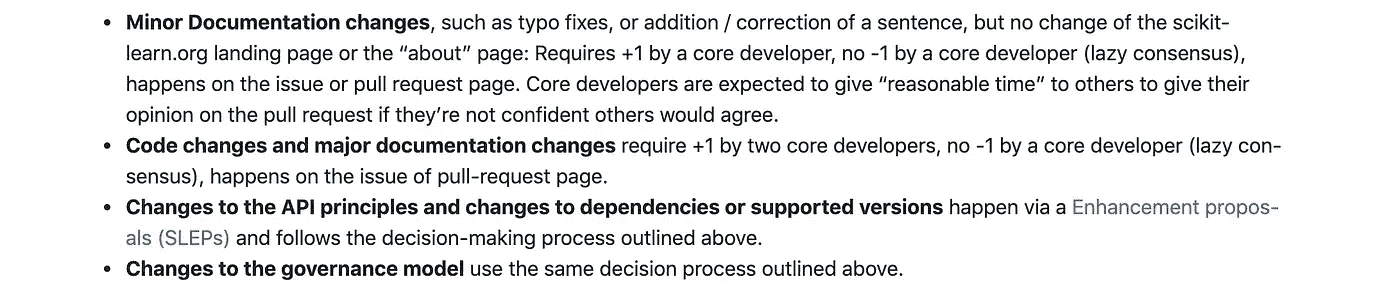 • Minor Documentation changes, such as typo fixes, or addition / correction of a sentence, but no change of the scikit-
learn.org landing page or the “about” page: Requires +1 by a core developer, no -1 by a core developer (lazy consensus),
happens on the issue or pull request page. Core developers are expected to give “reasonable time” to others to give their
opinion on the pull request if they’re not confident others would agree.
• Code changes and major documentation changes require +1 by two core developers, no -1 by a core developer (lazy con-
sensus), happens on the issue of pull-request page.
• Changes to the API principles and changes to dependencies or supported versions happen via a Enhancement propos-
als (SLEPs) and follows the decision-making process outlined above.
• Changes to the governance model use the same decision process outlined above.